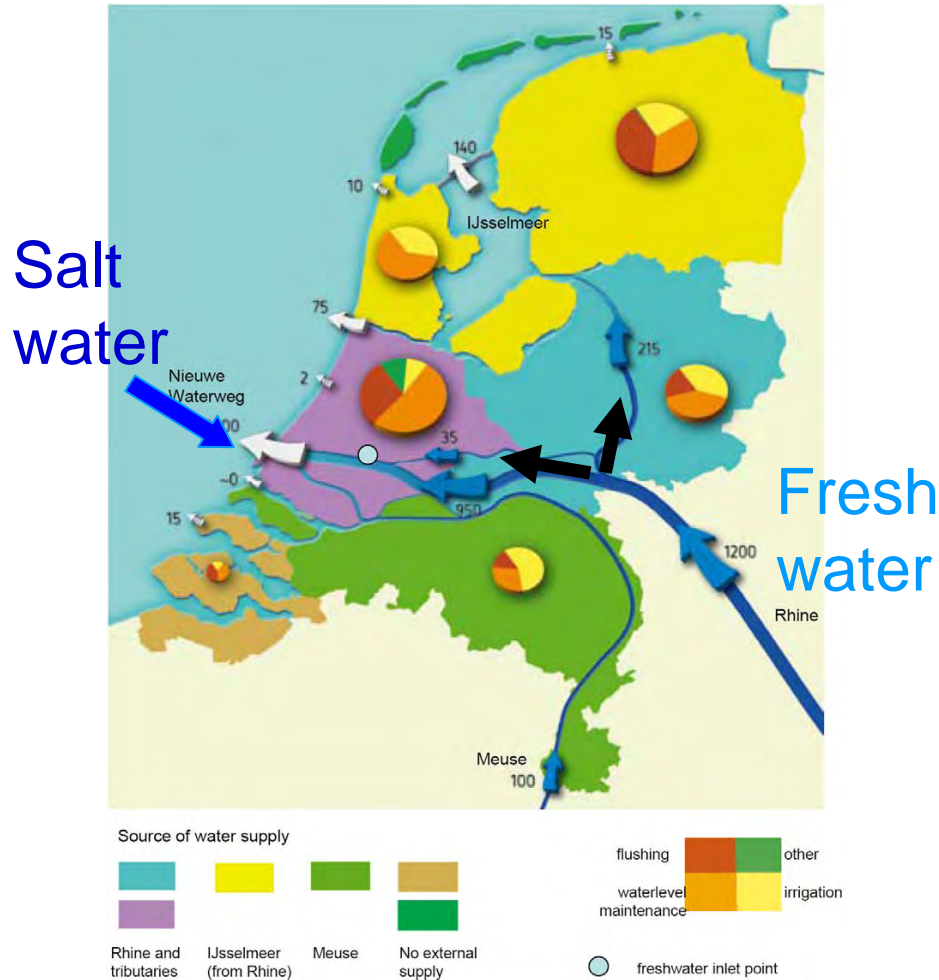 15
140
10
IJsselmeer
Salt
water
75
215
Nieuwe
Waterweg
2
00
35
~0
950
Fresh
water
15
1200
Rhine
Meuse
100
Source of water supply
flushing
other
waterlevel
maintenance
irrigation
Rhine and
tributaries
IJsselmeer
(from Rhine)
Meuse
No external
supply
freshwater inlet point